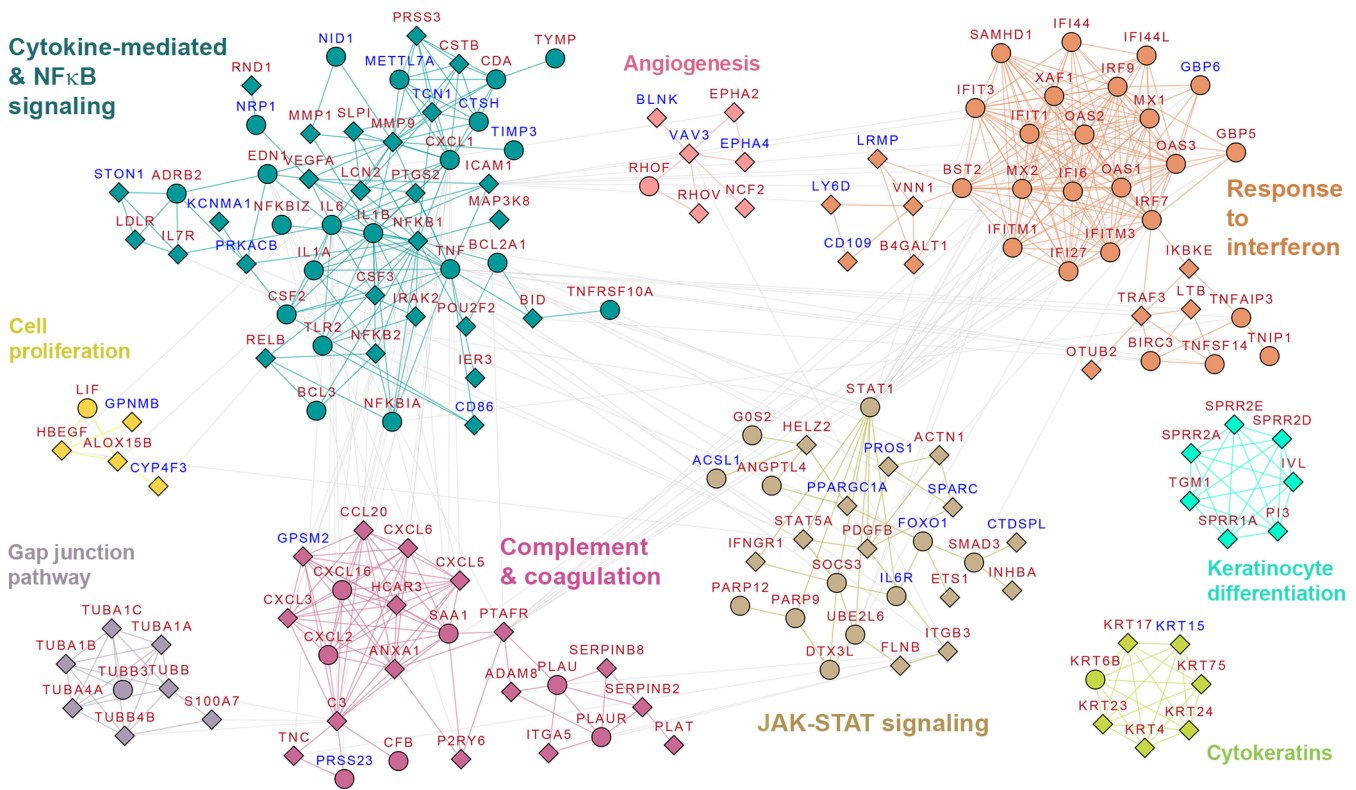 Cytokine-mediated
& NFκB
signaling
PRSS3
NID1
CSTB
TYMP
METTL7A
CDA
RND1
TCN1
NRP1
CTSH
MMP1
SLPI
MMP9
CXCL1
TIMP3
EDN1
VEGFA
LCN2
PTGS2
ICAM1
STON1
ADRB2
KCNMA1
NFKBIZ
IL6
IL1B
NFKB1
MAP3K8
LDLR
IL7R
PRKACB
IL1A
TNF
BCL2A1
CSF3
CSF2
IRAK2
POU2F2
BID
TNFRSF10A
TLR2
NFKB2
RELB
IER3
BCL3
NFKBIA
CD86
Angiogenesis
BLNK
EPHA2
VAV3
EPHA4
RHOF
RHOV
NCF2
Response
to
interferon
IFI44
SAMHD1
IFI44L
XAF1
IRF9
GBP6
IFIT3
IFIT1
OAS2
MX1
GBP5
OAS3
LRMP
BST2
MX2
IFI6
OAS1
IRF7
LY6D
VNN1
CD109
B4GALT1
IFITM1
IFI27
IFITM3
IKBKE
TRAF3
LTB
TNFAIP3
OTUB2
BIRC3
TNFSF14
TNIP1
Cell
proliferation
LIF
GPNMB
HBEGF
ALOX15B
CYP4F3
STAT1
G0S2
HELZ2
ACTN1
ACSL1
ANGPTL4
PROS1
PPARGC1A
SPARC
STAT5A
PDGFB
FOXO1
CTDSPL
IFNGR1
SOCS3
IL6R
SMAD3
ETS1
INHBA
PARP12
PARP9
UBE2L6
DTX3L
FLNB
ITGB3
JAK-STAT signaling
SPRR2E
SPRR2A
SPRR2D
IVL
TGM1
SPRR1A
PI3
Keratinocyte
differentiation
Gap junction
pathway
TUBA1C
TUBA1A
TUBA1B
TUBB3
TUBB
TUBA4A
TUBB4B
S100A7
Complement
& coagulation
CCL20
CXCL6
GPSM2
CXCL5
CXCL16
HCAR3
CXCL3
SAA1
PTAFR
CXCL2
ANXA1
ADAM8
PLAU
SERPINB8
SERPINB2
C3
PLAUR
PLAT
ITGA5
P2RY6
TNC
PRSS23
CFB
KRT17
KRT15
KRT6B
KRT75
KRT23
KRT4
KRT24
Cytokeratins